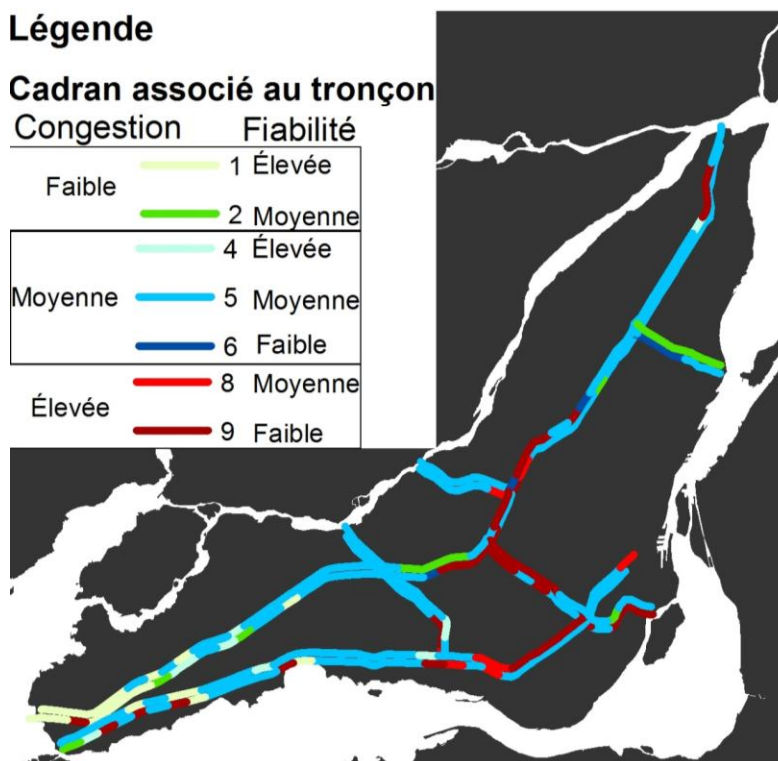 Légende
Cadran associé au tronçon
Congestion Fiabilité
Faible
1 Élevée
2 Moyenne
Moyenne
4 Élevée
5 Moyenne
6 Faible
Élevée
8 Moyenne
9 Faible